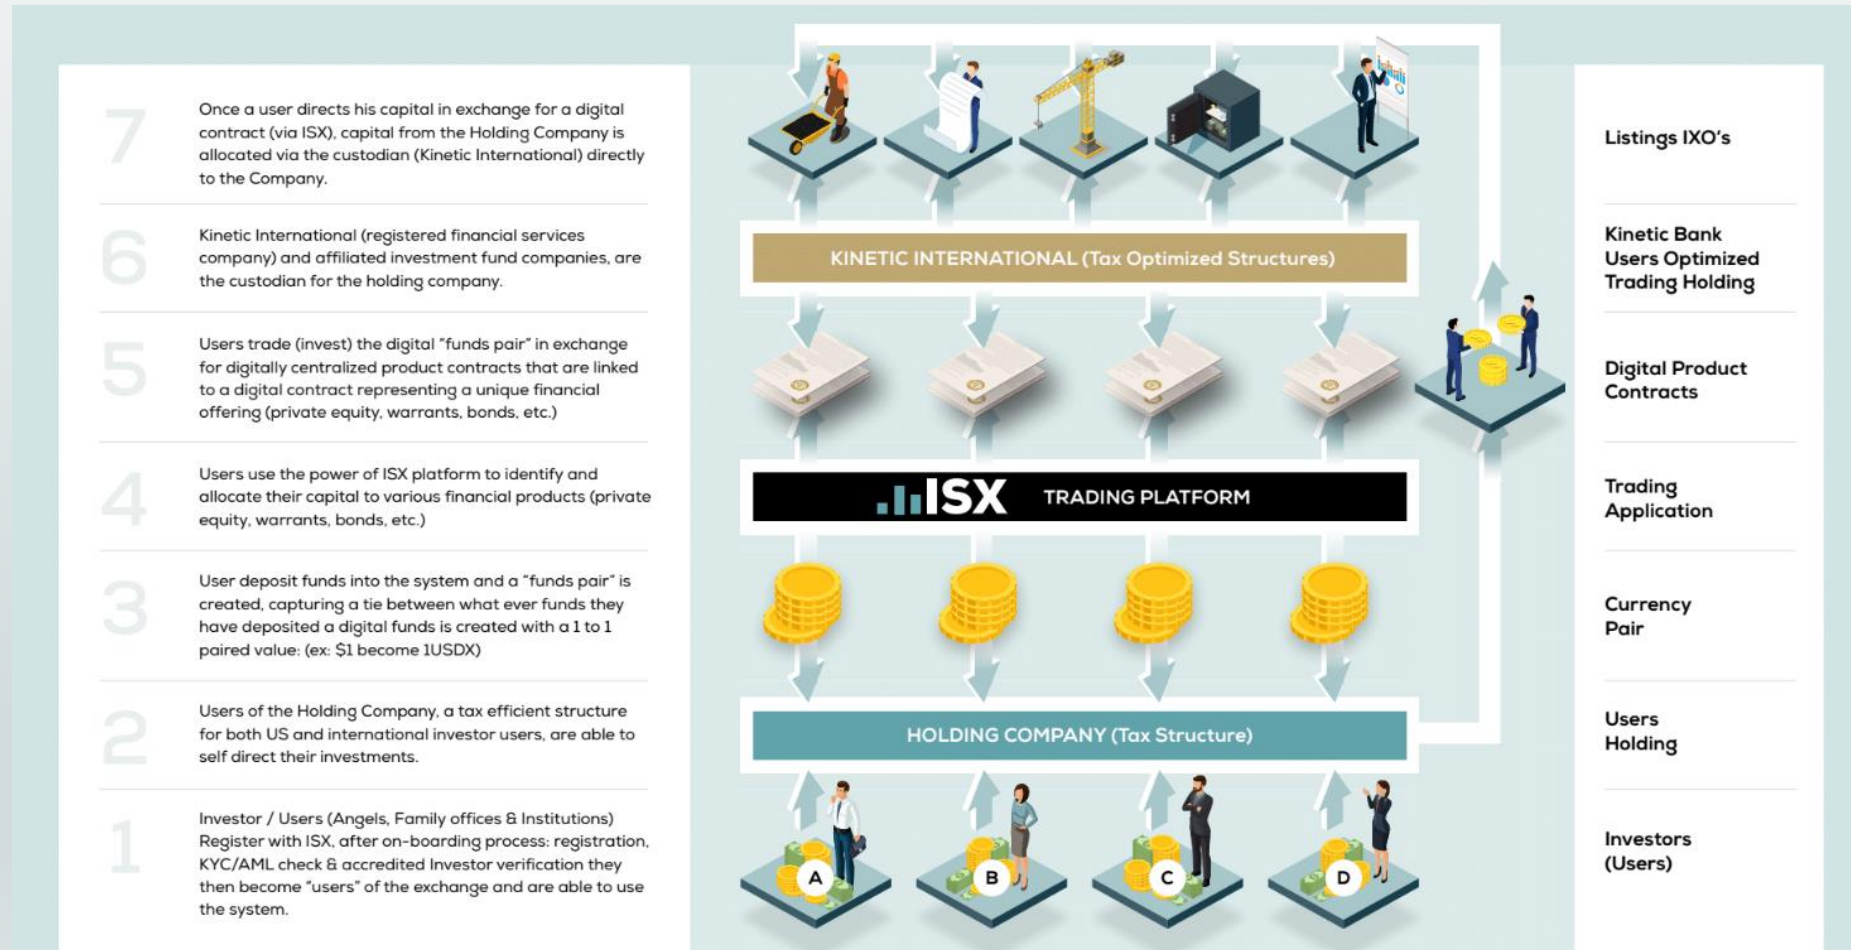 7
Once a user directs his capital in exchange for a digital
contract (via ISX), capital from the Holding Company is
allocated via the custodian (Kinetic International) directly
to the Company.
Listings IXO's
6
Kinetic International (registered financial services
company) and affiliated investment fund companies, are
the custodian for the holding company.
KINETIC INTERNATIONAL (Tax Optimized Structures)
Kinetic Bank
Users Optimized
Trading Holding
5
Users trade (invest) the digital "funds pair" in exchange
for digitally centralized product contracts that are linked
to a digital contract representing a unique financial
offering (private equity, warrants, bonds, etc.)
Digital Product
Contracts
4
Users use the power of ISX platform to identify and
allocate their capital to various financial products (private
equity, warrants, bonds, etc.)
ISX TRADING PLATFORM
Trading
Application
3
User deposit funds into the system and a "funds pair" is
created, capturing a tie between what ever funds they
have deposited a digital funds is created with a 1 to 1
paired value: (ex: $1 become 1USDX)
Currency
Pair
2
Users of the Holding Company, a tax efficient structure
for both US and international investor users, are able to
self direct their investments.
HOLDING COMPANY (Tax Structure)
Users
Holding
1
Investor / Users (Angels, Family offices & Institutions)
Register with ISX, after on-boarding process: registration,
KYC/AML check & accredited Investor verification they
then become "users" of the exchange and are able to use
the system.
A B C D
Investors
(Users)